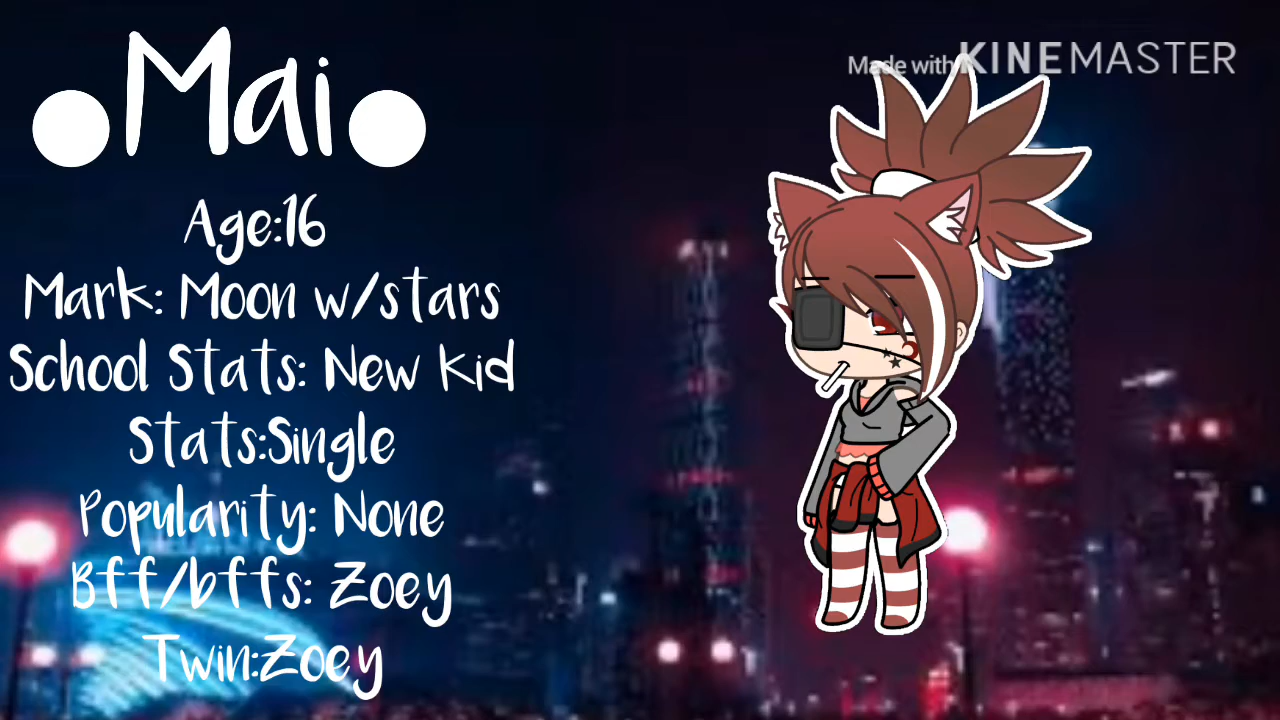 ●Mai●
Made with KINEMASTER
Age:16
Mark: Moon w/stars
School Stats: New kid
Stats:Single
Popularity: None
Bff/bffs: Zoey
Twin:Zoey